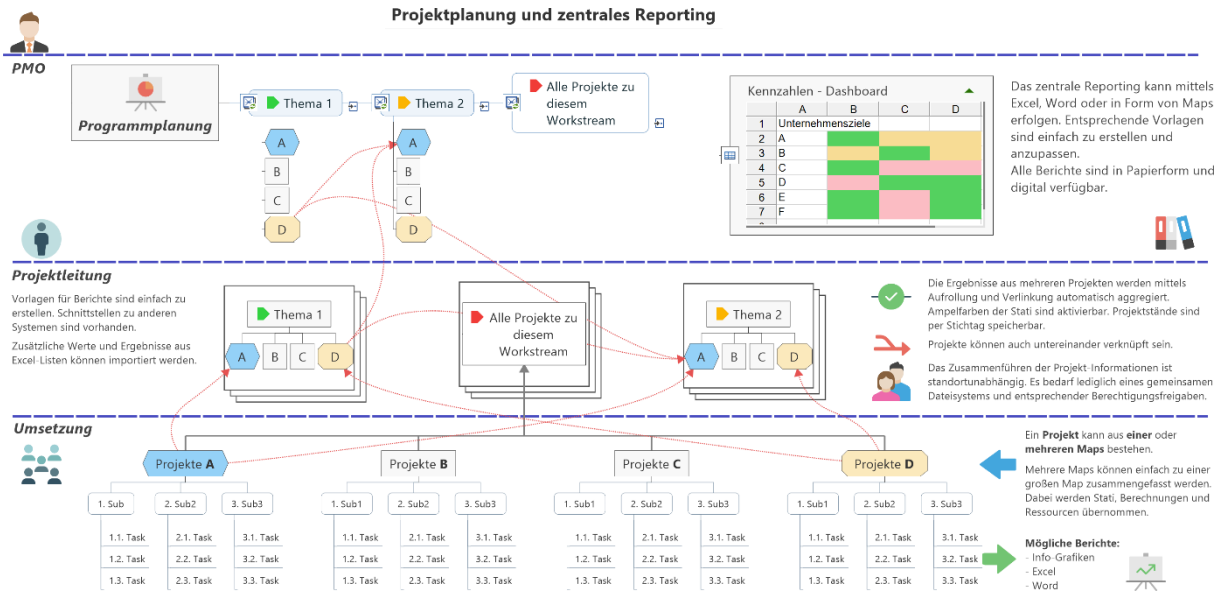 Projektplanung und zentrales Reporting
PMO
Programmplanung
Thema 1
Thema 2
Alle Projekte zu
diesem
Workstream
A
B
C
D
A
B
C
D
Kennzahlen - Dashboard
A B C D
1 Unternehmensziele
2 A
3 B
4 C
5 D
6 E
7 F
Das zentrale Reporting kann mittels
Excel, Word oder in Form von Maps
erfolgen. Entsprechende Vorlagen
sind einfach zu erstellen und
anzupassen.
Alle Berichte sind in Papierform und
digital verfügbar.
Projektleitung
Vorlagen für Berichte sind einfach zu
erstellen. Schnittstellen zu anderen
Systemen sind vorhanden.
Zusätzliche Werte und Ergebnisse aus
Excel-Listen können importiert werden.
Thema 1
A B C D
Alle Projekte zu
diesem
Workstream
Thema 2
A B C D
Die Ergebnisse aus mehreren Projekten werden mittels
Aufrollung und Verlinkung automatisch aggregiert.
Ampelfarben der Stati sind aktivierbar. Projektstände sind
per Stichtag speicherbar.
Projekte können auch untereinander verknüpft sein.
Das Zusammenführen der Projekt-Informationen ist
standortunabhängig. Es bedarf lediglich eines gemeinsamen
Dateisystems und entsprechender Berechtigungsfreigaben.
Umsetzung
Projekte A
1. Sub 2. Sub2 3. Sub3
1.1. Task 2.1. Task 3.1. Task
1.2. Task 2.2. Task 3.2. Task
1.3. Task 2.3. Task 3.3. Task
Projekte B
1. Sub1 2. Sub2 3. Sub3
1.1. Task 2.1. Task 3.1. Task
1.2. Task 2.2. Task 3.2. Task
1.3. Task 2.3. Task 3.3. Task
Projekte C
1. Sub1 2. Sub2 3. Sub3
1.1. Task 2.1. Task 3.1. Task
1.2. Task 2.2. Task 3.2. Task
1.3. Task 2.3. Task 3.3. Task
Projekte D
1. Sub1 2. Sub2 3. Sub3
1.1. Task 2.1. Task 3.1. Task
1.2. Task 2.2. Task 3.2. Task
1.3. Task 2.3. Task 3.3. Task
Ein Projekt kann aus einer oder
mehreren Maps bestehen.
Mehrere Maps können einfach zu einer
großen Map zusammengefasst werden.
Dabei werden Stati, Berechnungen und
Ressourcen übernommen.
Mögliche Berichte:
- Info-Grafiken
- Excel
- Word